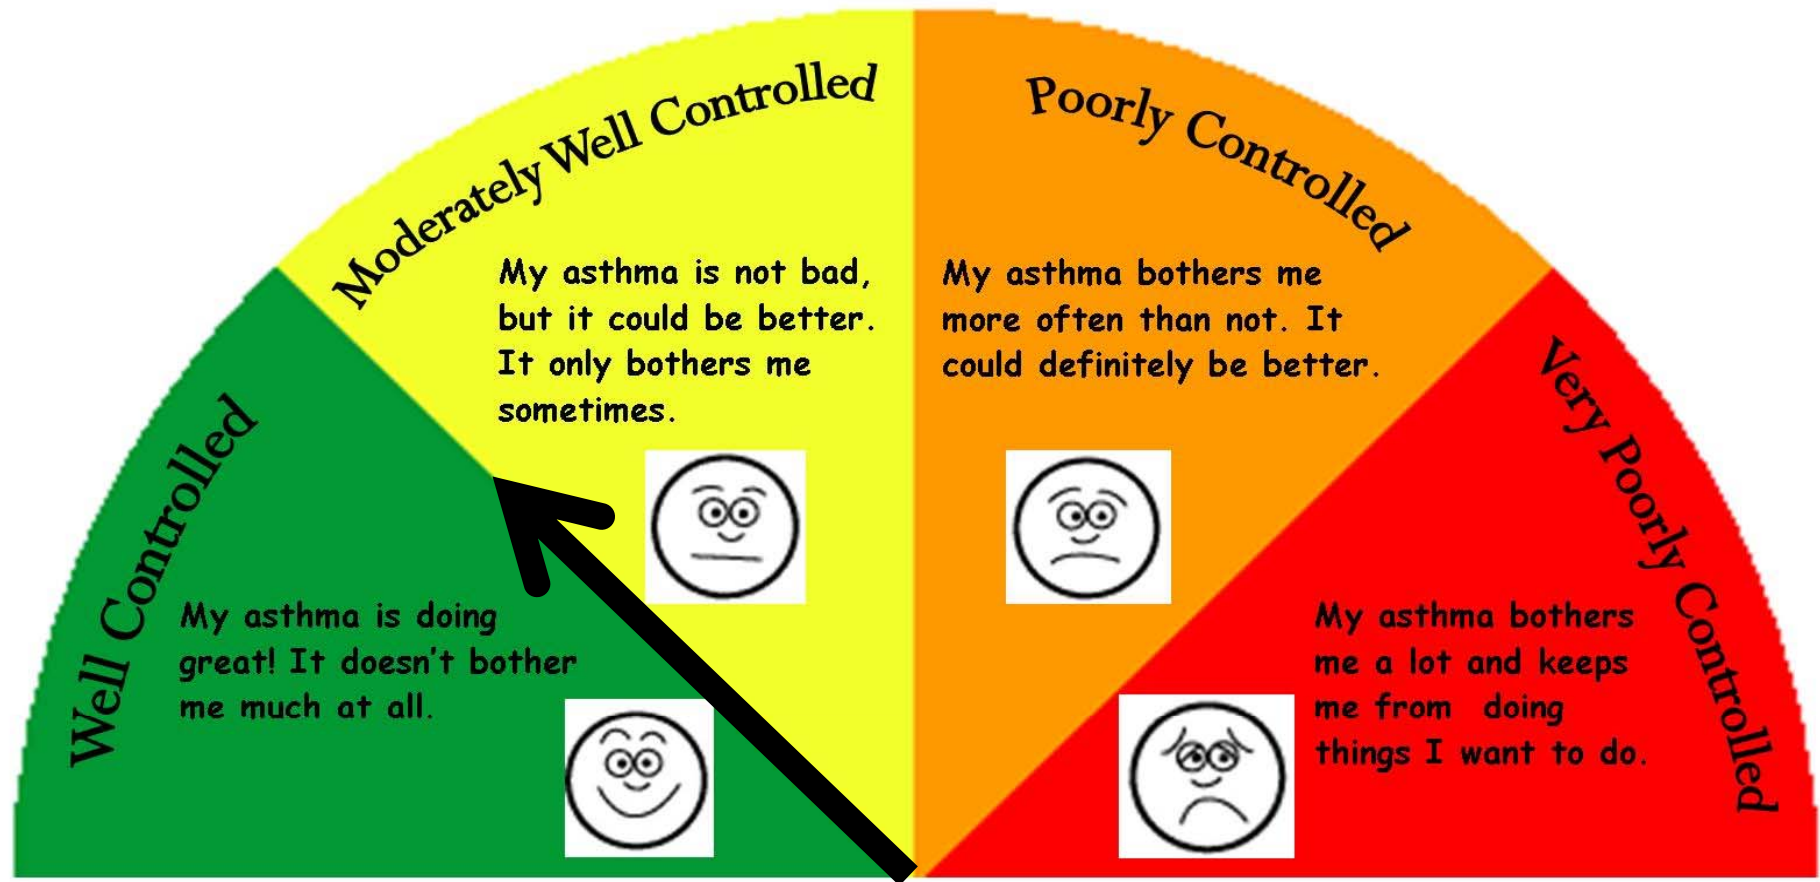 Well Controlled
My asthma is doing
great! It doesn't bother
me much at all.
Moderately Well Controlled
My asthma is not bad,
but it could be better.
It only bothers me
sometimes.
Poorly Controlled
My asthma bothers me
more often than not. It
could definitely be better.
Very Poorly Controlled
My asthma bothers
me a lot and keeps
me from doing
things I want to do.